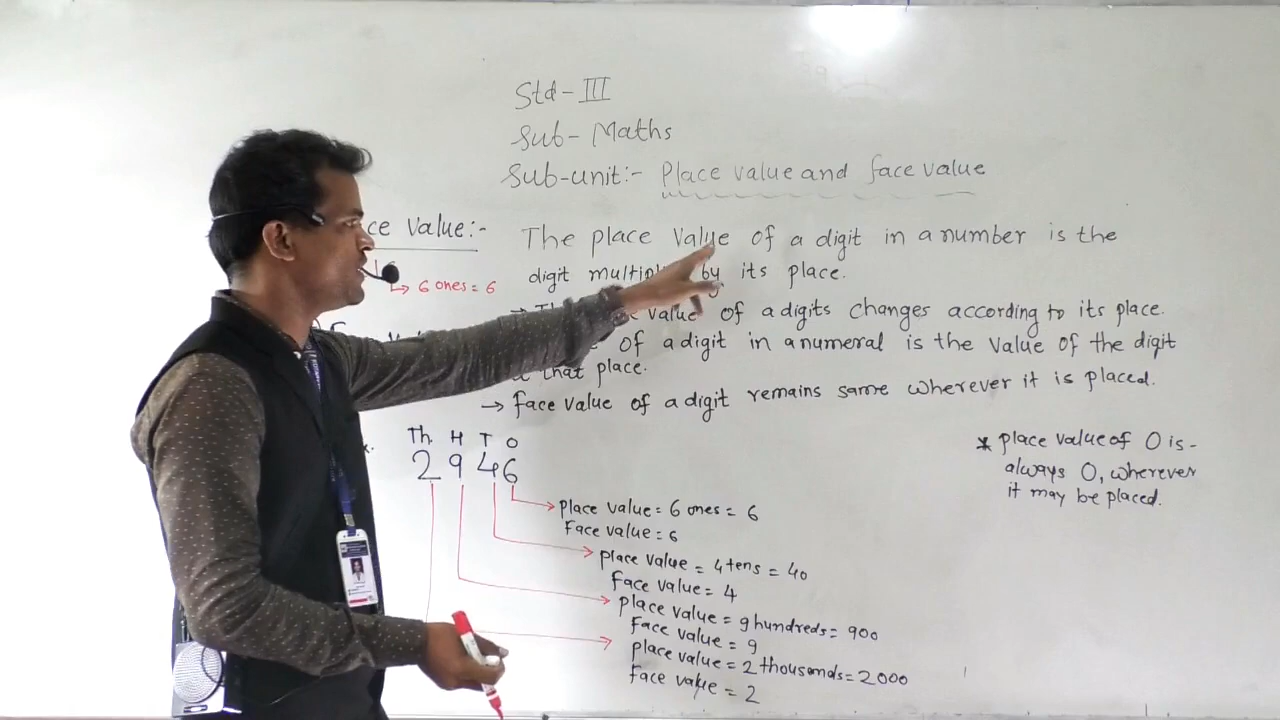 Std- III
Sub- Maths
Sub-unit:- Place value and face value
ce Value:- The place value of a digit in a number is the
digit by its place.
→ 6 ones = 6
→ value of a digits changes according to its place.
of a digit in a numeral is the value of the digit
that place.
→ face value of a digit remains same wherever it is placed.
Th. H T O
2 9 4 6
* place value of 0 is-
always 0, wherever
it may be placed.
place value = 6 ones = 6
Face value = 6
place value = 4 tens = 40
face value = 4
place value = 9 hundreds = 900
face value = 9
place value = 2 thousands = 2000
Face value = 2